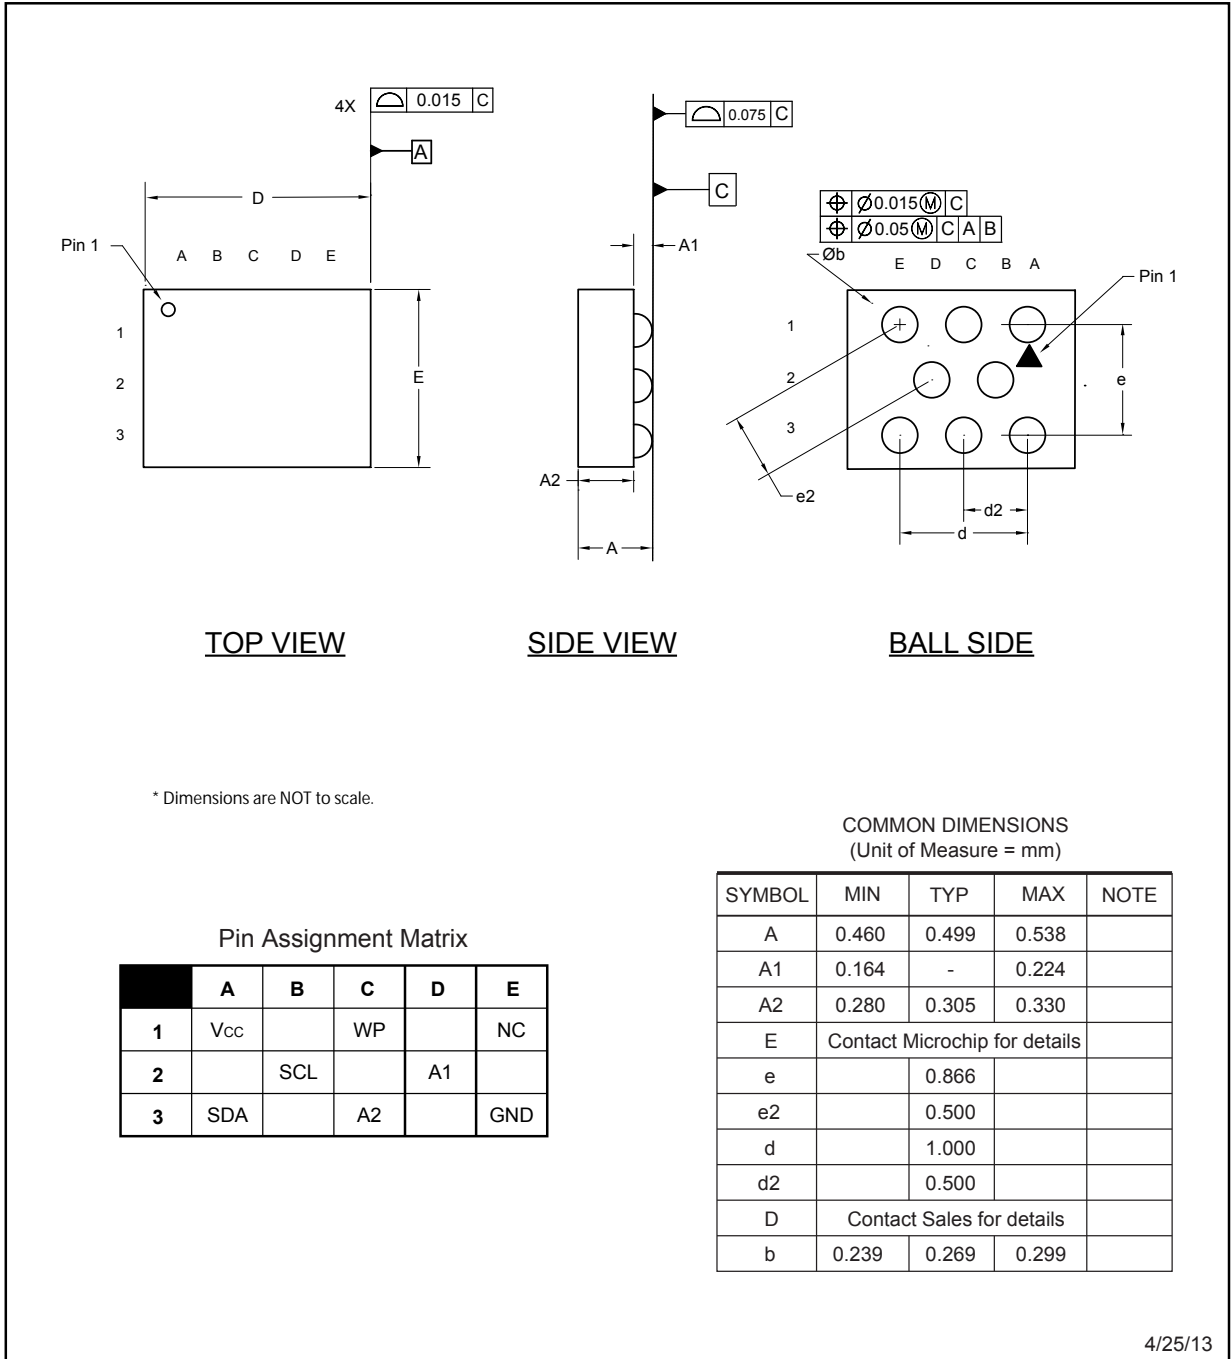 4X 0.015 C
A
D
Pin 1
A B C D E
1
2
3
E
TOP VIEW
0.075 C
C
A1
A2
A
SIDE VIEW
Ø0.015 Ⓜ C
Ø0.05 Ⓜ C A B
Øb
E D C B A
Pin 1
1
2
3
e
e2
d2
d
BALL SIDE
* Dimensions are NOT to scale.
Pin Assignment Matrix
A B C D E
1 Vcc WP NC
2 SCL A1
3 SDA A2 GND
COMMON DIMENSIONS
(Unit of Measure = mm)
SYMBOL MIN TYP MAX NOTE
A 0.460 0.499 0.538
A1 0.164 - 0.224
A2 0.280 0.305 0.330
E Contact Microchip for details
e 0.866
e2 0.500
d 1.000
d2 0.500
D Contact Sales for details
b 0.239 0.269 0.299
4/25/13